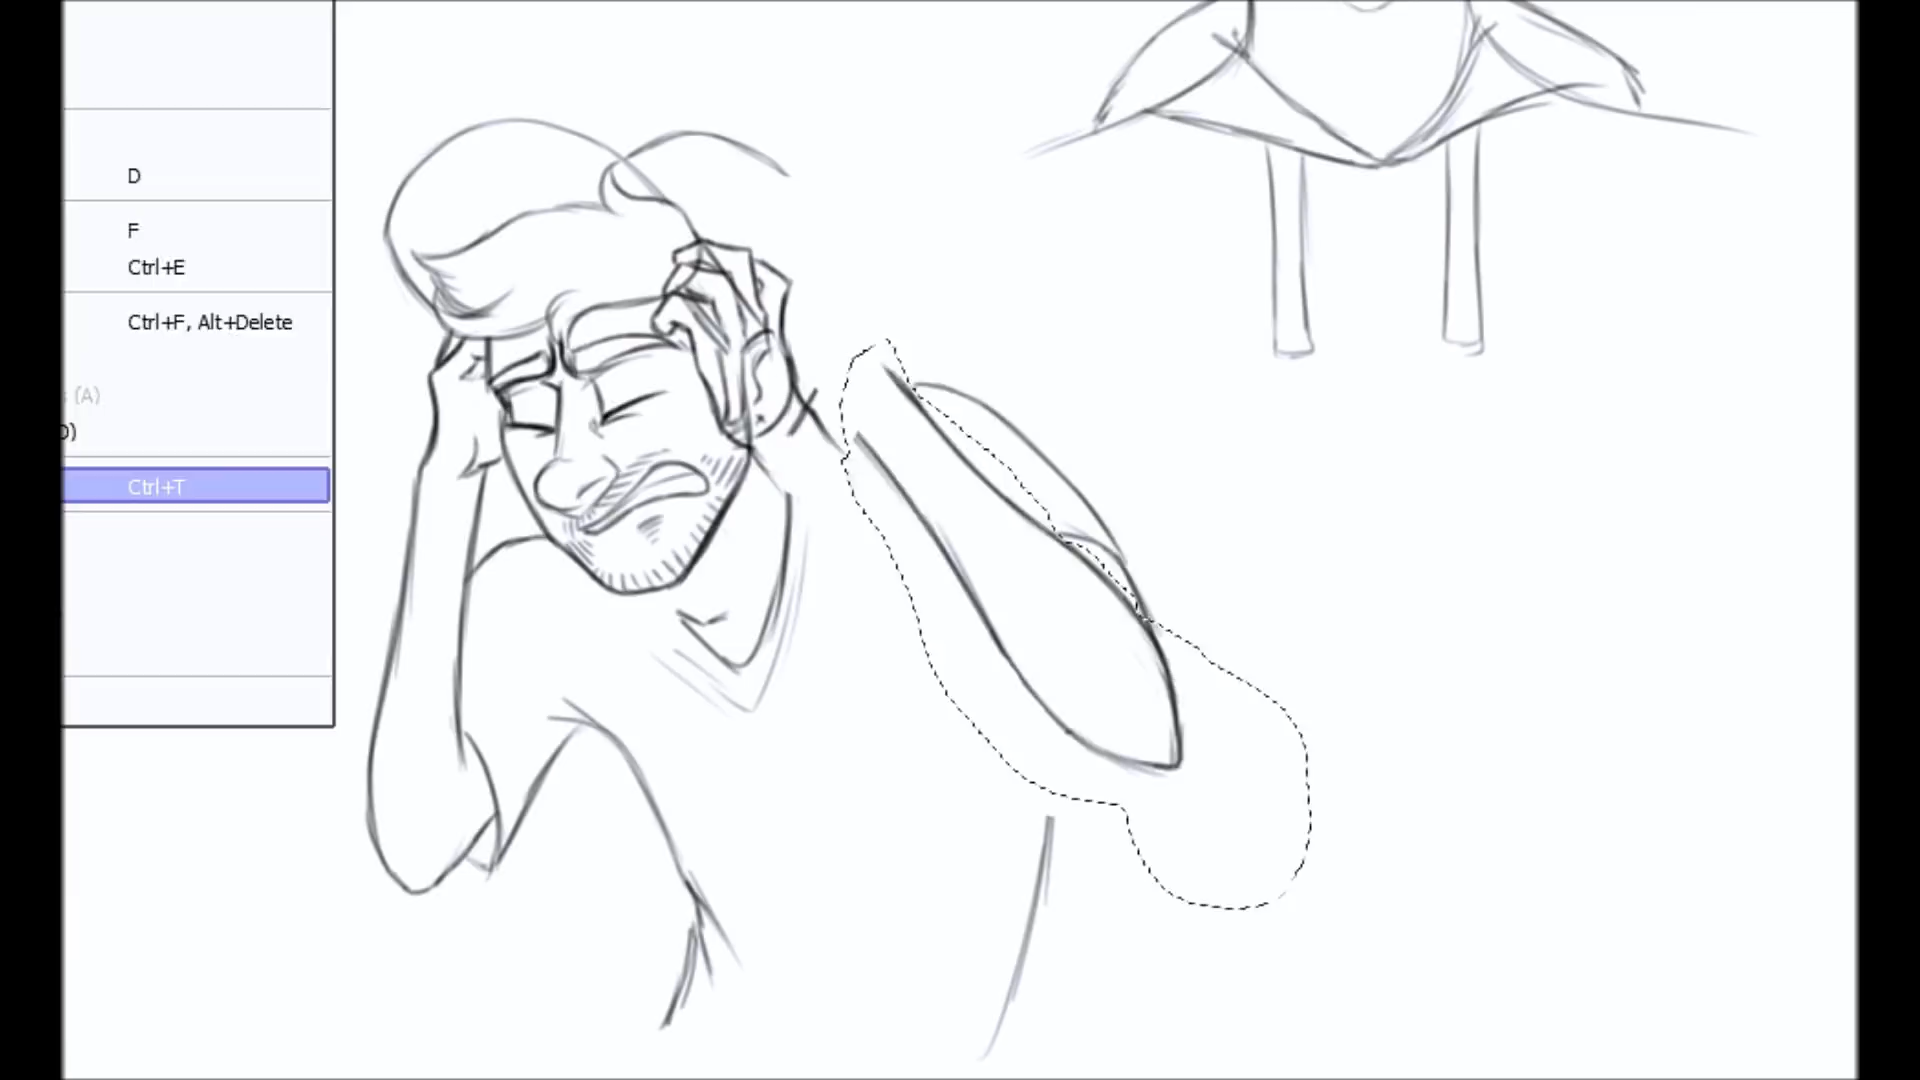 D
F
Ctrl+E
Ctrl+F, Alt+Delete
(A)
D)
Ctrl+T